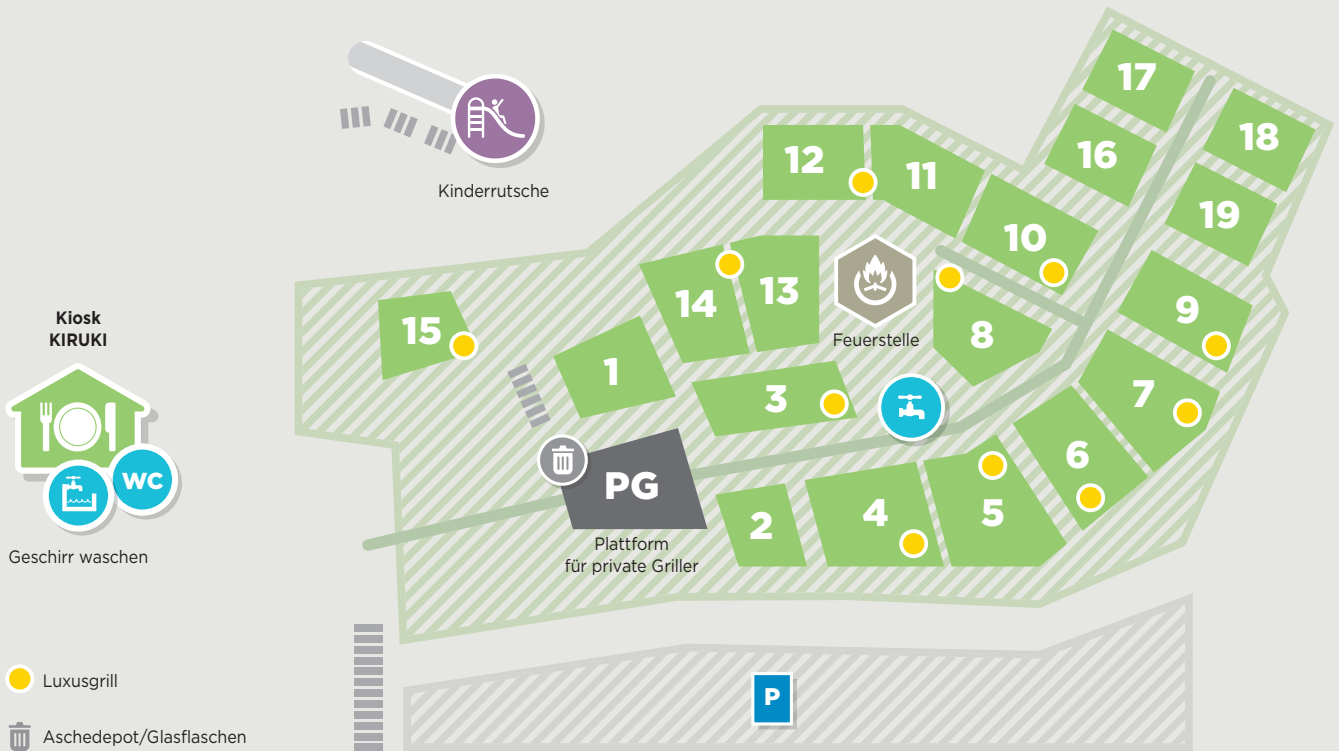 17
18
12
11
16
Kinderrutsche
19
10
14
13
9
Kiosk
KIRUKI
15
8
Feuerstelle
1
3
7
6
WC
PG
2
4
5
Plattform
für private Griller
Geschirr waschen
Luxusgrill
P
Aschedepot/Glasflaschen